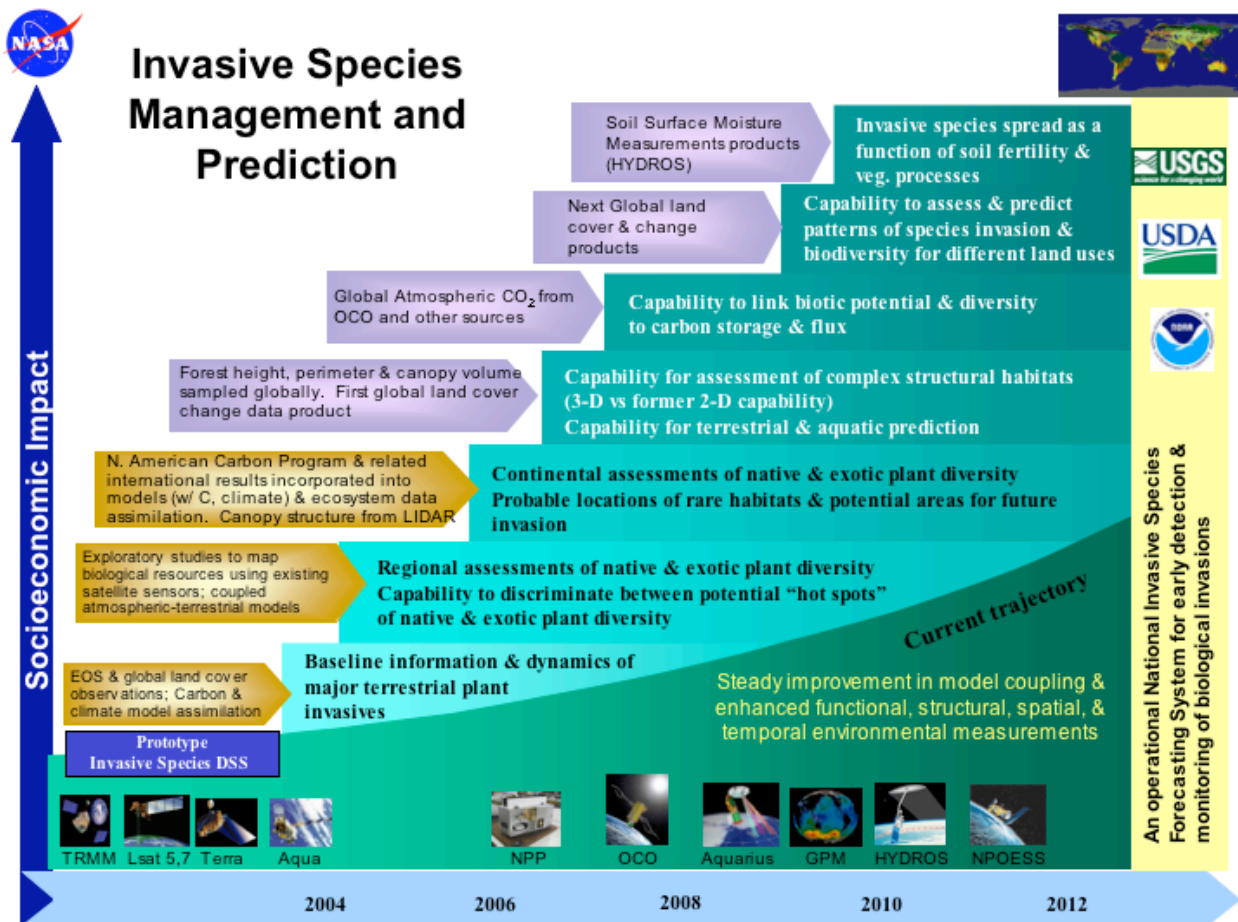 NASA
Invasive Species
Management and
Prediction
Socioeconomic Impact
Soil Surface Moisture
Measurements products
(HYDROS)
Invasive species spread as a
function of soil fertility &
veg. processes
Next Global land
cover & change
products
Capability to assess & predict
patterns of species invasion &
biodiversity for different land uses
Global Atmospheric CO2 from
OCO and other sources
Capability to link biotic potential & diversity
to carbon storage & flux
Forest height, perimeter & canopy volume
sampled globally. First global land cover
change data product
Capability for assessment of complex structural habitats
(3-D vs former 2-D capability)
Capability for terrestrial & aquatic prediction
N. American Carbon Program & related
international results incorporated into
models (w/ C, climate) & ecosystem data
assimilation. Canopy structure from LIDAR
Continental assessments of native & exotic plant diversity
Probable locations of rare habitats & potential areas for future
invasion
Exploratory studies to map
biological resources using existing
satellite sensors; coupled
atmospheric-terrestrial models
Regional assessments of native & exotic plant diversity
Capability to discriminate between potential “hot spots”
of native & exotic plant diversity
EOS & global land cover
observations; Carbon &
climate model assimilation
Baseline information & dynamics of
major terrestrial plant
invasives
Current trajectory
Steady improvement in model coupling &
enhanced functional, structural, spatial, &
temporal environmental measurements
Prototype
Invasive Species DSS
TRMM Lsat 5,7 Terra Aqua NPP OCO Aquarius GPM HYDROS NPOESS
2004 2006 2008 2010 2012
USGS
science for a changing world
USDA
NOAA
An operational National Invasive Species
Forecasting System for early detection &
monitoring of biological invasions